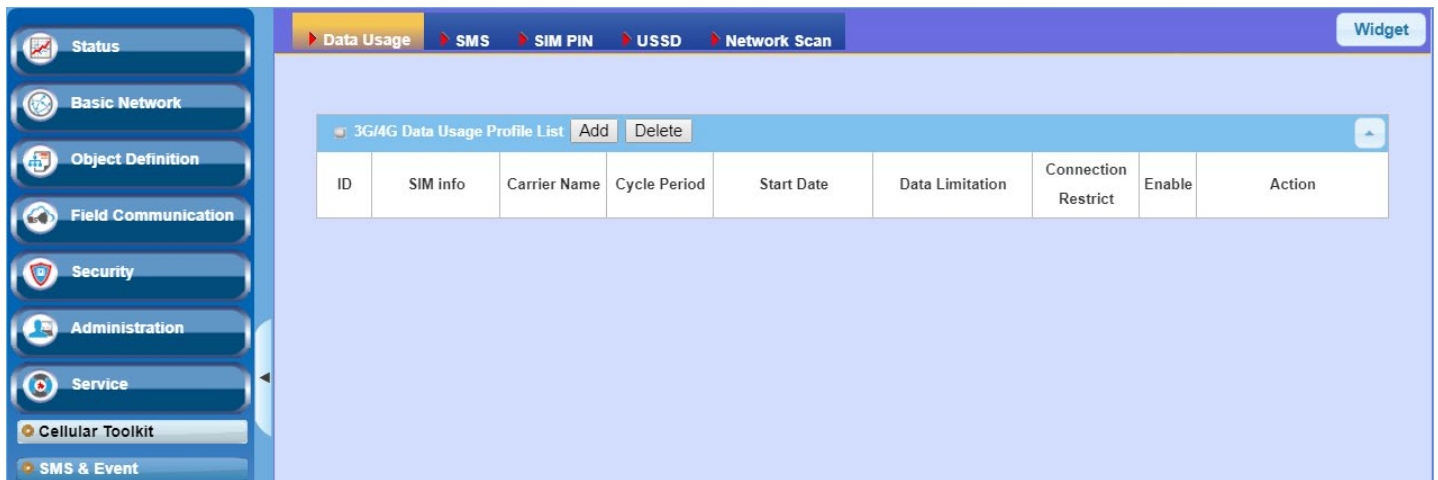 Status
Basic Network
Object Definition
Field Communication
Security
Administration
Service
Cellular Toolkit
SMS & Event
Data Usage SMS SIM PIN USSD Network Scan
Widget
3G/4G Data Usage Profile List Add Delete
ID SIM info Carrier Name Cycle Period Start Date Data Limitation Connection Restrict Enable Action